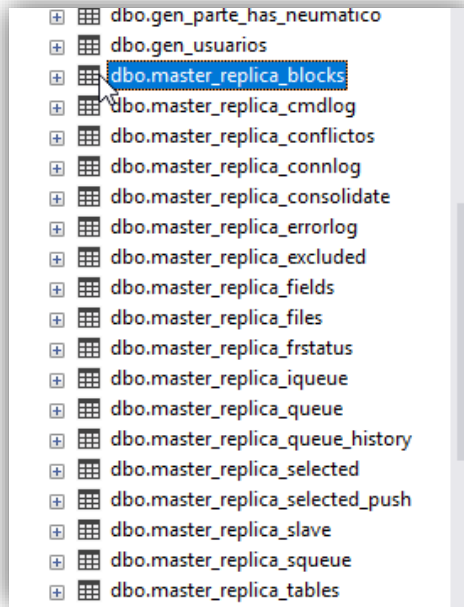 dbo.gen_parte_has_neumatico
dbo.gen_usuarios
dbo.master_replica_blocks
dbo.master_replica_cmdlog
dbo.master_replica_conflictos
dbo.master_replica_connlog
dbo.master_replica_consolidate
dbo.master_replica_errorlog
dbo.master_replica_excluded
dbo.master_replica_fields
dbo.master_replica_files
dbo.master_replica_frstatus
dbo.master_replica_iqueue
dbo.master_replica_queue
dbo.master_replica_queue_history
dbo.master_replica_selected
dbo.master_replica_selected_push
dbo.master_replica_slave
dbo.master_replica_squeue
dbo.master_replica_tables